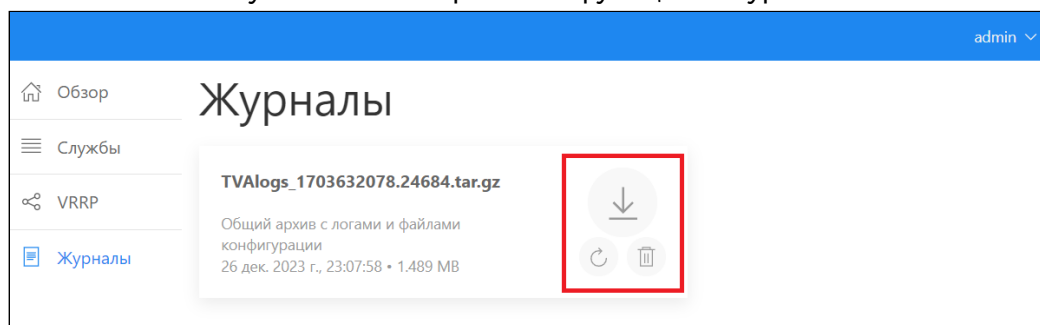 admin
Обзор
Службы
VRRP
Журналы
Журналы
TVAlogs_1703632078.24684.tar.gz
Общий архив с логами и файлами
конфигурации
26 дек. 2023 г., 23:07:58 • 1.489 MB